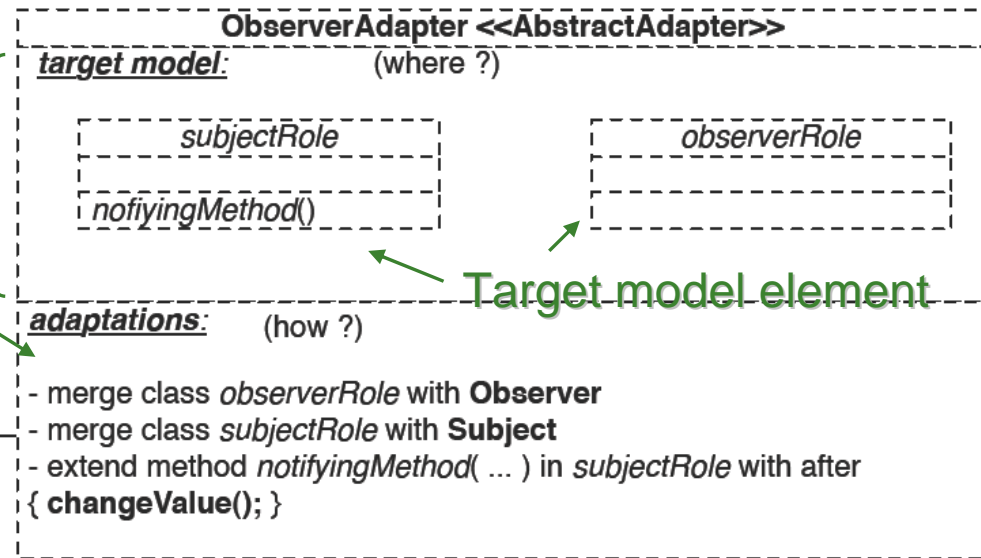 ObserverAdapter <<AbstractAdapter>>
target model: (where ?)
subjectRole observerRole
nofiyingMethod()
Target model element
adaptations: (how ?)
- merge class observerRole with Observer
- merge class subjectRole with Subject
- extend method notifyingMethod( ... ) in subjectRole with after
{ changeValue(); }